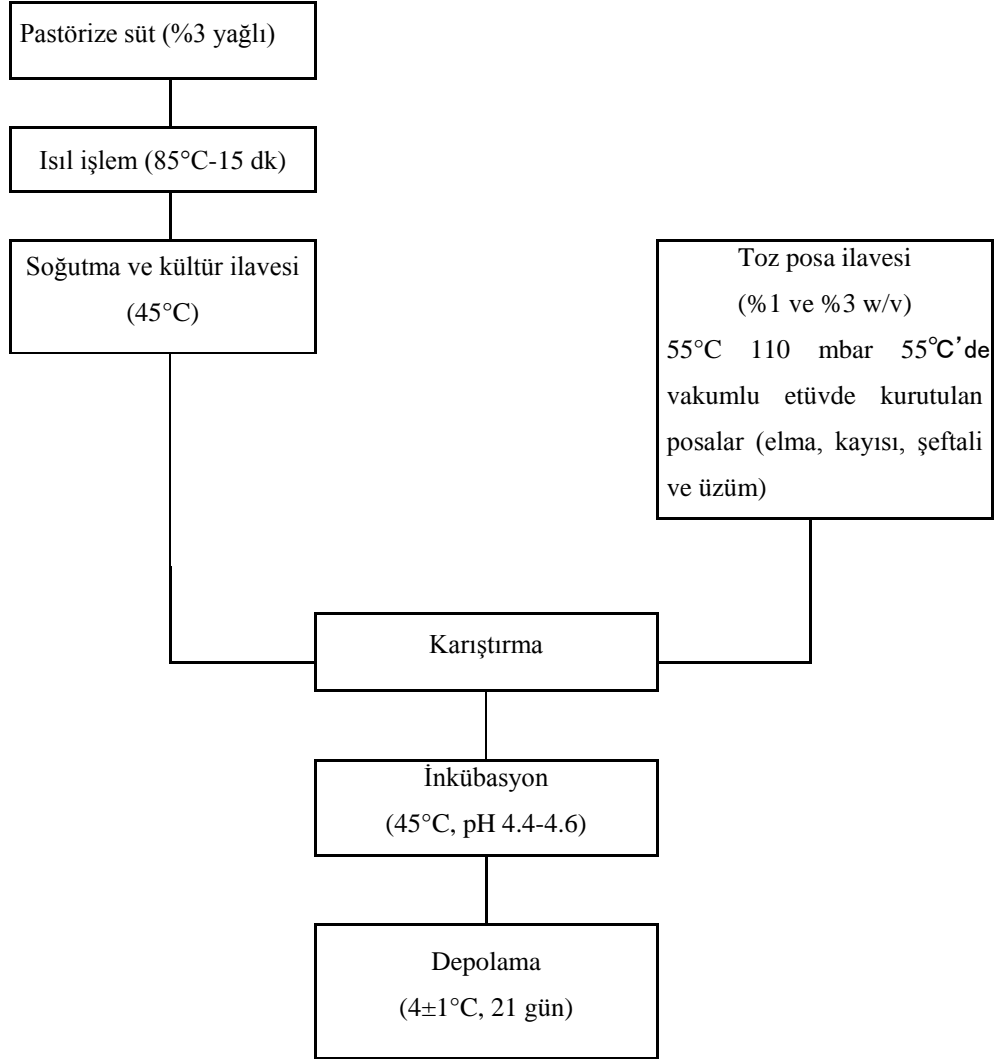 Pastörize süt (%3 yağlı)
Isıl işlem (85°C-15 dk)
Soğutma ve kültür ilavesi
(45°C)
Toz posa ilavesi
(%1 ve %3 w/v)
55°C 110 mbar 55°C'de
vakumlu etüvde kurutulan
posalar (elma, kayısı, şeftali
ve üzüm)
Karıştırma
İnkübasyon
(45°C, pH 4.4-4.6)
Depolama
(4±1°C, 21 gün)